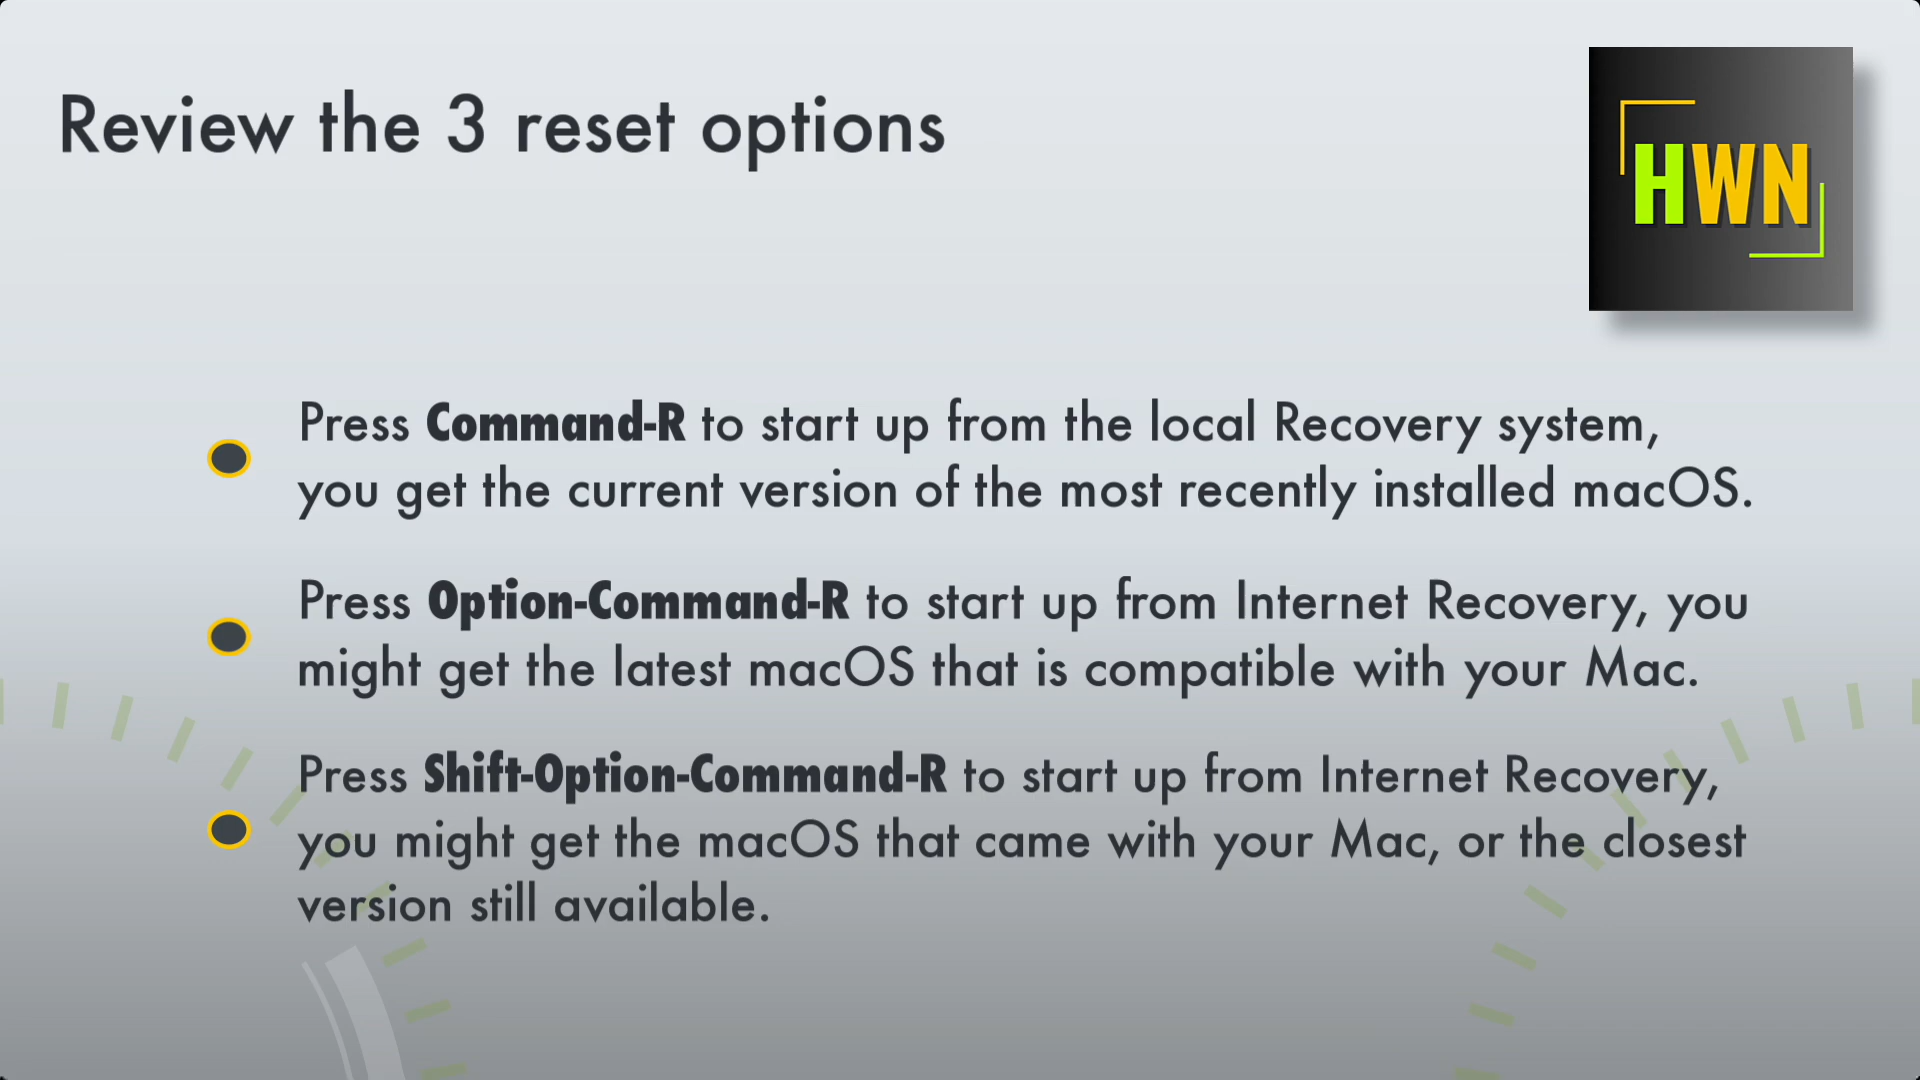 Review the 3 reset options
HWN
Press Command-R to start up from the local Recovery system,
you get the current version of the most recently installed macOS.
Press Option-Command-R to start up from Internet Recovery, you
might get the latest macOS that is compatible with your Mac.
Press Shift-Option-Command-R to start up from Internet Recovery,
you might get the macOS that came with your Mac, or the closest
version still available.